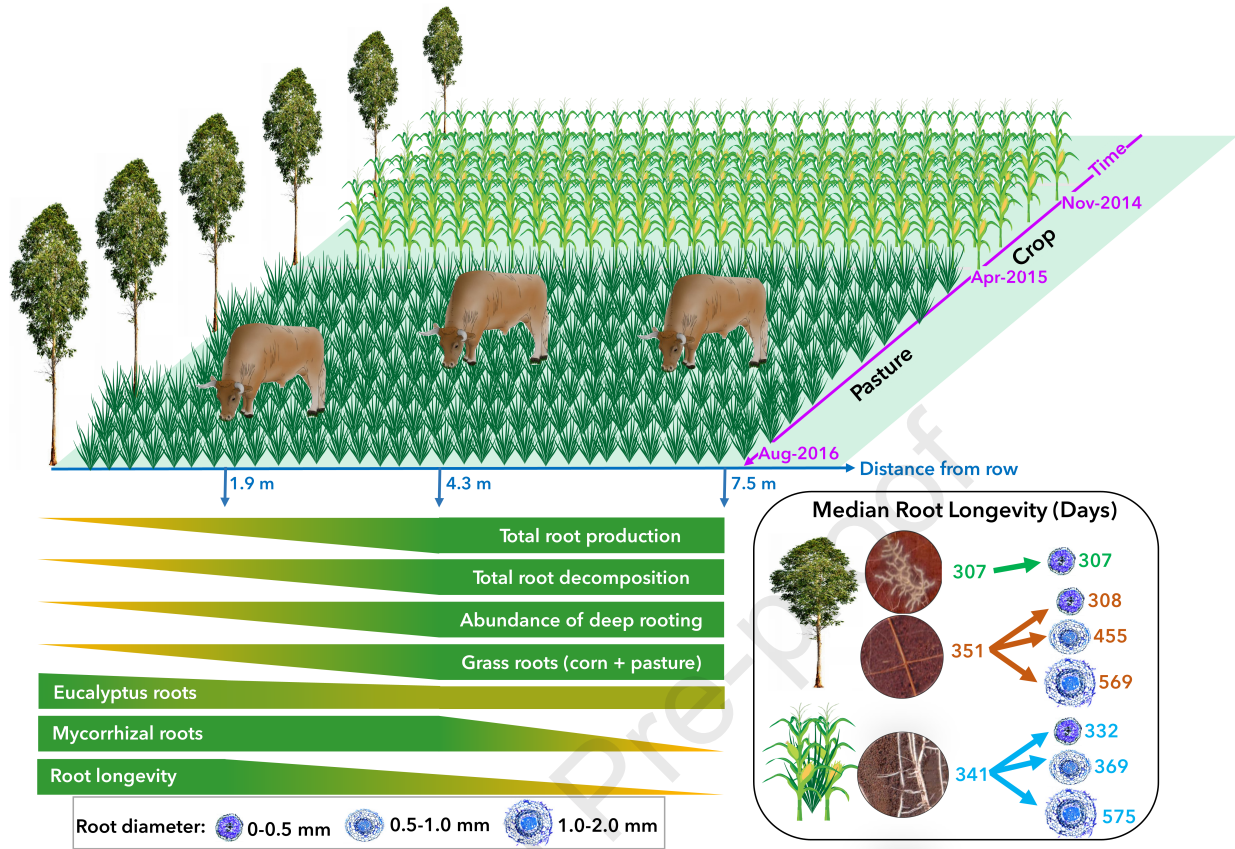 Time
Nov-2014
Crop
Apr-2015
Pasture
Aug-2016
Distance from row
1.9 m
4.3 m
7.5 m
Total root production
Total root decomposition
Abundance of deep rooting
Grass roots (corn + pasture)
Eucalyptus roots
Mycorrhizal roots
Root longevity
Root diameter: 0-0.5 mm 0.5-1.0 mm 1.0-2.0 mm
Median Root Longevity (Days)
307 307
351 308
455
569
341 332
369
575
Pre-proof